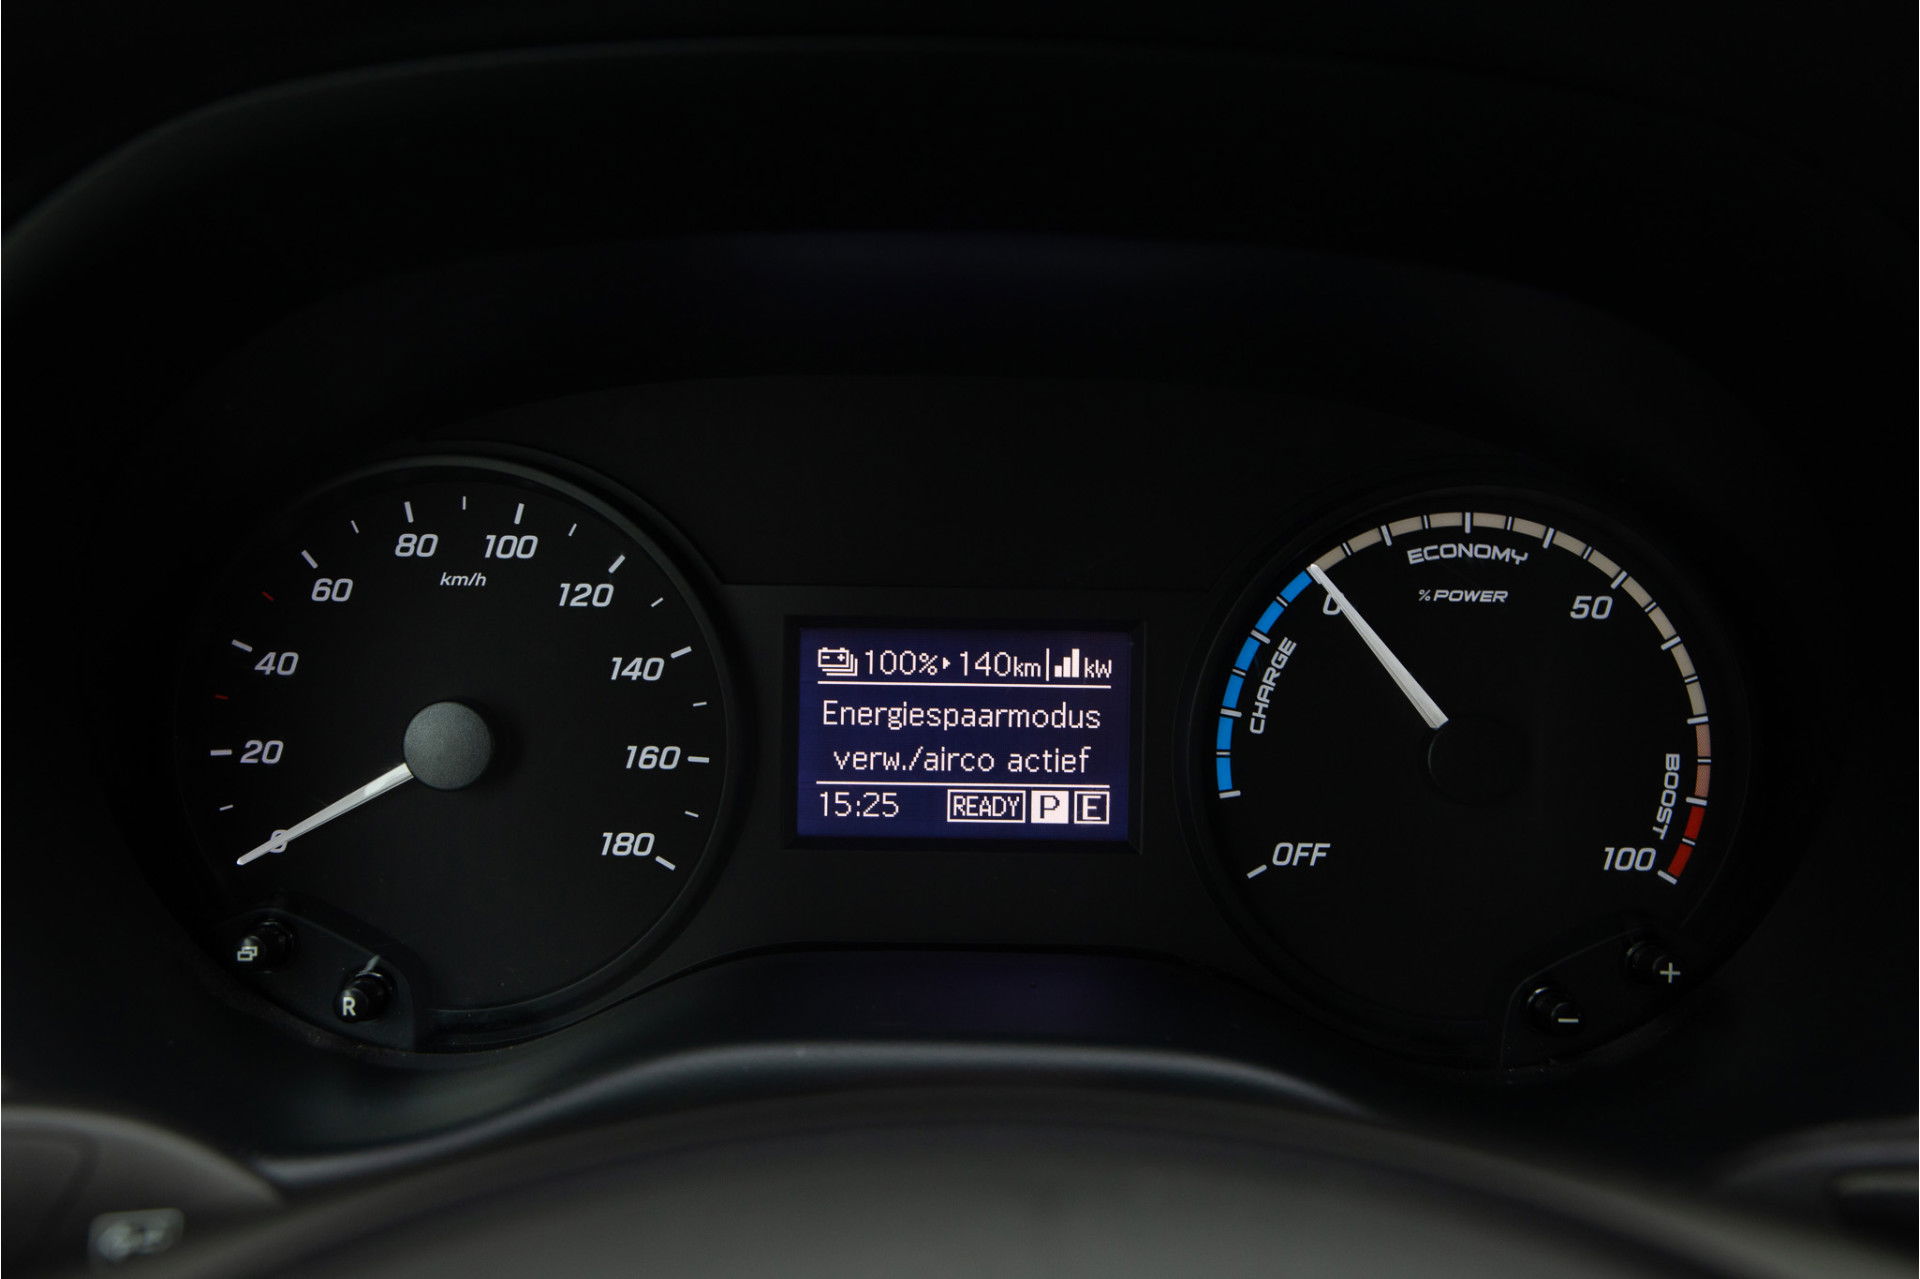 80 100
km/h
60 120
40 140
20 160
0 180
R
100% 140km kW
Energiespaarmodus
verw./airco actief
15:25 READY P E
ECONOMY
% POWER
0 50
CHARGE
BOOST
OFF 100
+
−